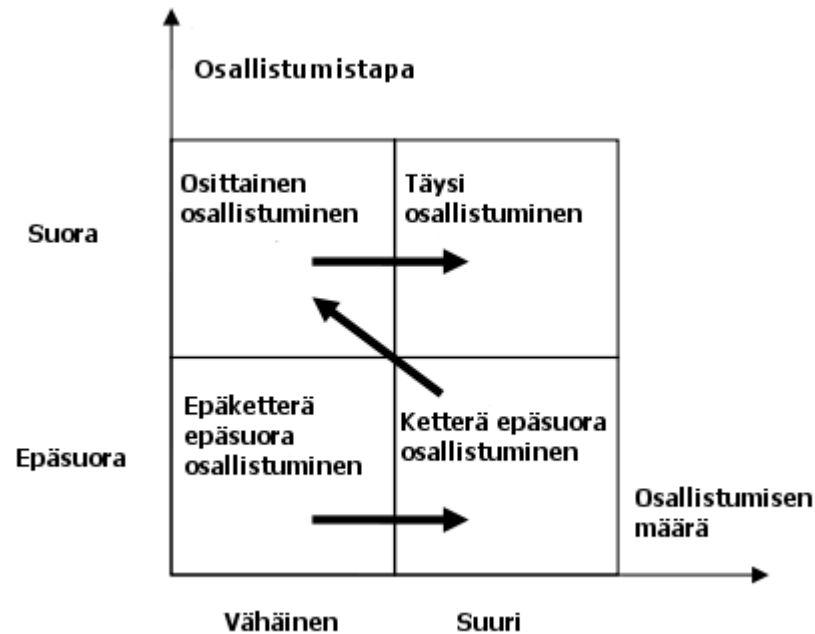 Osallistumistapa
Osittainen
osallistuminen
Täysi
osallistuminen
Suora
Epäketterä
epäsuora
osallistuminen
Ketterä epäsuora
osallistuminen
Epäsuora
Osallistumisen
määrä
Vähäinen
Suuri